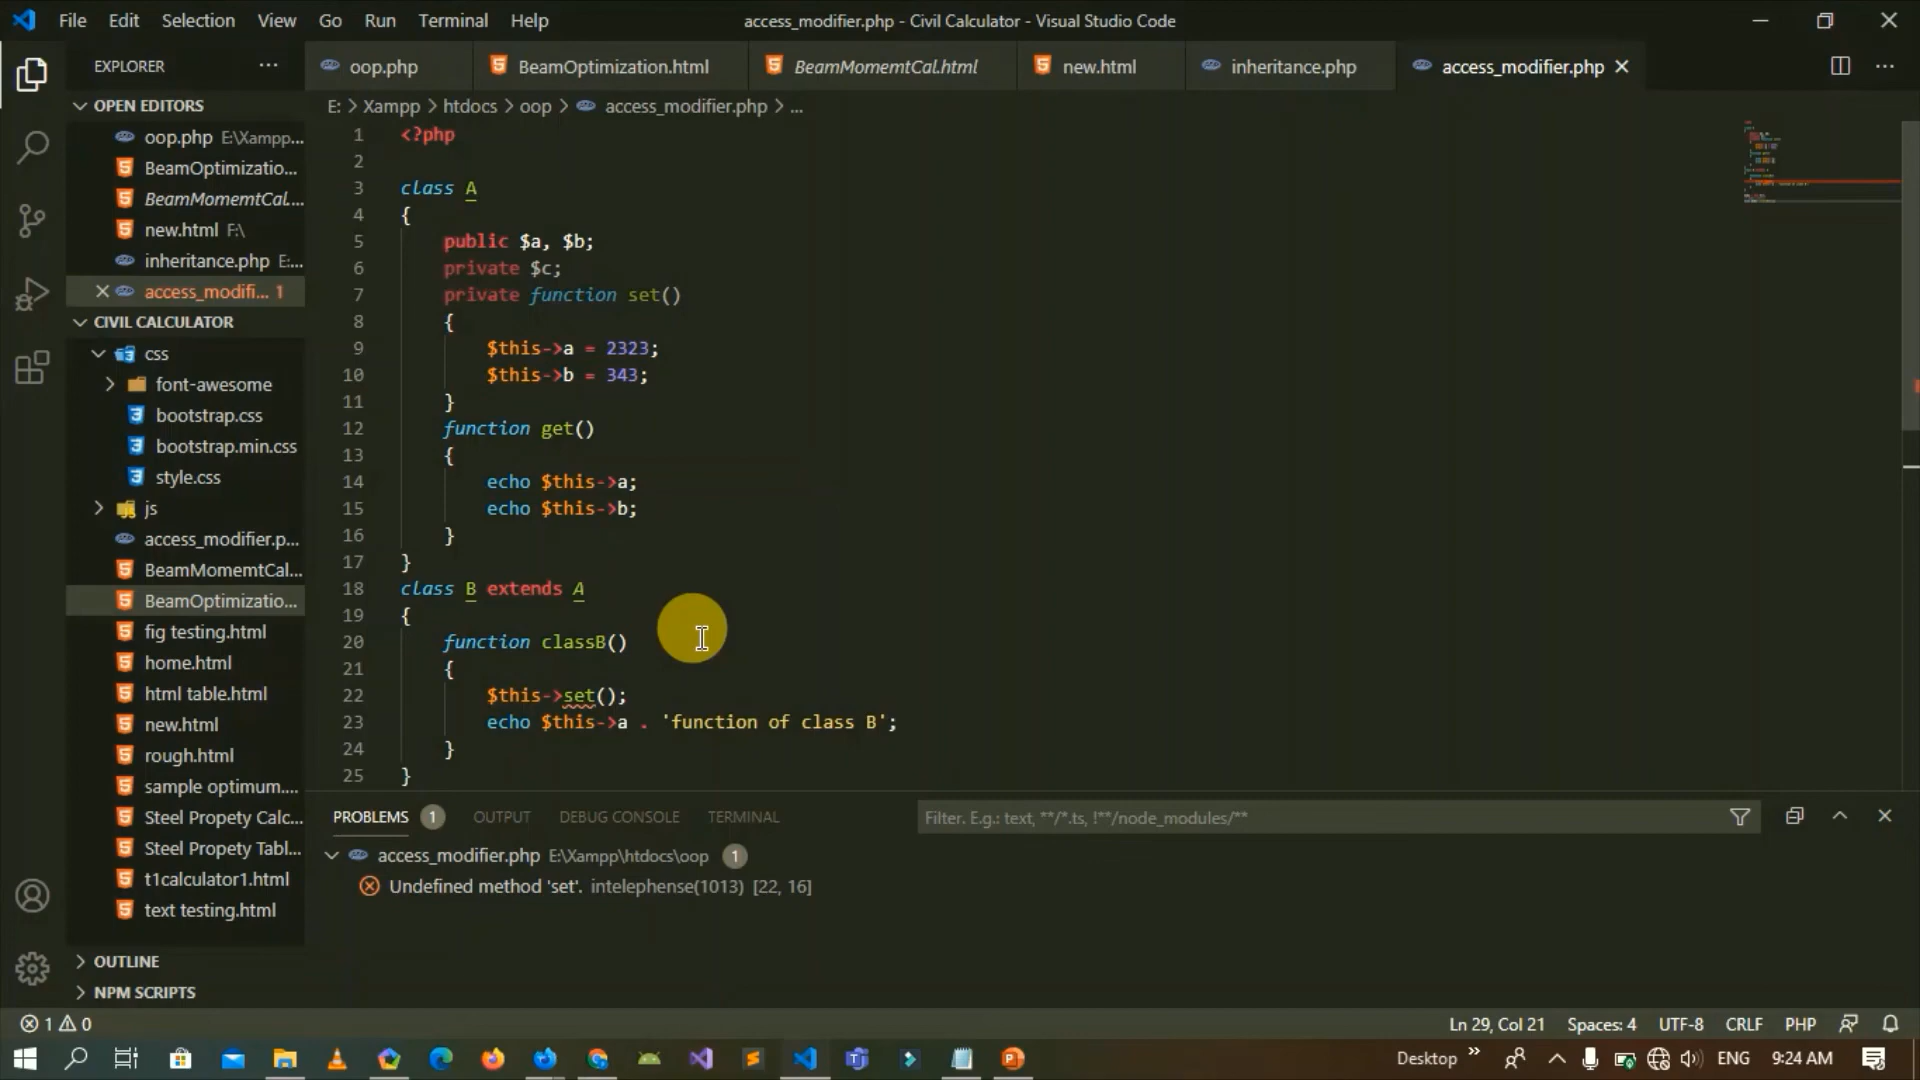 File Edit Selection View Go Run Terminal Help access_modifier.php - Civil Calculator - Visual Studio Code
EXPLORER ...
oop.php BeamOptimization.html BeamMomemtCal.html new.html inheritance.php access_modifier.php
OPEN EDITORS
oop.php E:\Xampp...
BeamOptimizatio...
BeamMomemtCal....
new.html F:\
inheritance.php E:...
access_modifi... 1
CIVIL CALCULATOR
css
font-awesome
bootstrap.css
bootstrap.min.css
style.css
js
access_modifier.p...
BeamMomemtCal...
BeamOptimizatio...
fig testing.html
home.html
html table.html
new.html
rough.html
sample optimum....
Steel Propety Calc...
Steel Propety Tabl...
t1calculator1.html
text testing.html
OUTLINE
NPM SCRIPTS
E: > Xampp > htdocs > oop > access_modifier.php > ...
1 <?php
2
3 class A
4 {
5 public $a, $b;
6 private $c;
7 private function set()
8 {
9 $this->a = 2323;
10 $this->b = 343;
11 }
12 function get()
13 {
14 echo $this->a;
15 echo $this->b;
16 }
17 }
18 class B extends A
19 {
20 function classB()
21 {
22 $this->set();
23 echo $this->a . 'function of class B';
24 }
25 }
PROBLEMS 1 OUTPUT DEBUG CONSOLE TERMINAL Filter. E.g.: text, **/*.ts, !**/node_modules/**
access_modifier.php E:\Xampp\htdocs\oop 1
Undefined method 'set'. intelephense(1013) [22, 16]
1 0 Ln 29, Col 21 Spaces: 4 UTF-8 CRLF PHP
Desktop » ENG 9:24 AM